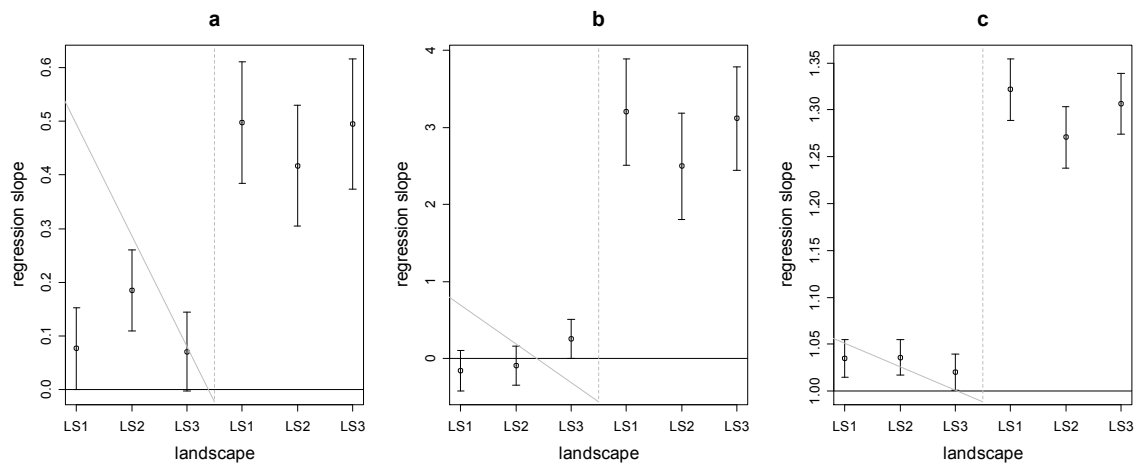 a
regression slope
0.6
0.5
0.4
0.3
0.2
0.1
0.0
LS1 LS2 LS3 LS1 LS2 LS3
landscape
b
regression slope
4
3
2
1
0
LS1 LS2 LS3 LS1 LS2 LS3
landscape
c
regression slope
1.35
1.30
1.25
1.20
1.15
1.10
1.05
1.00
LS1 LS2 LS3 LS1 LS2 LS3
landscape